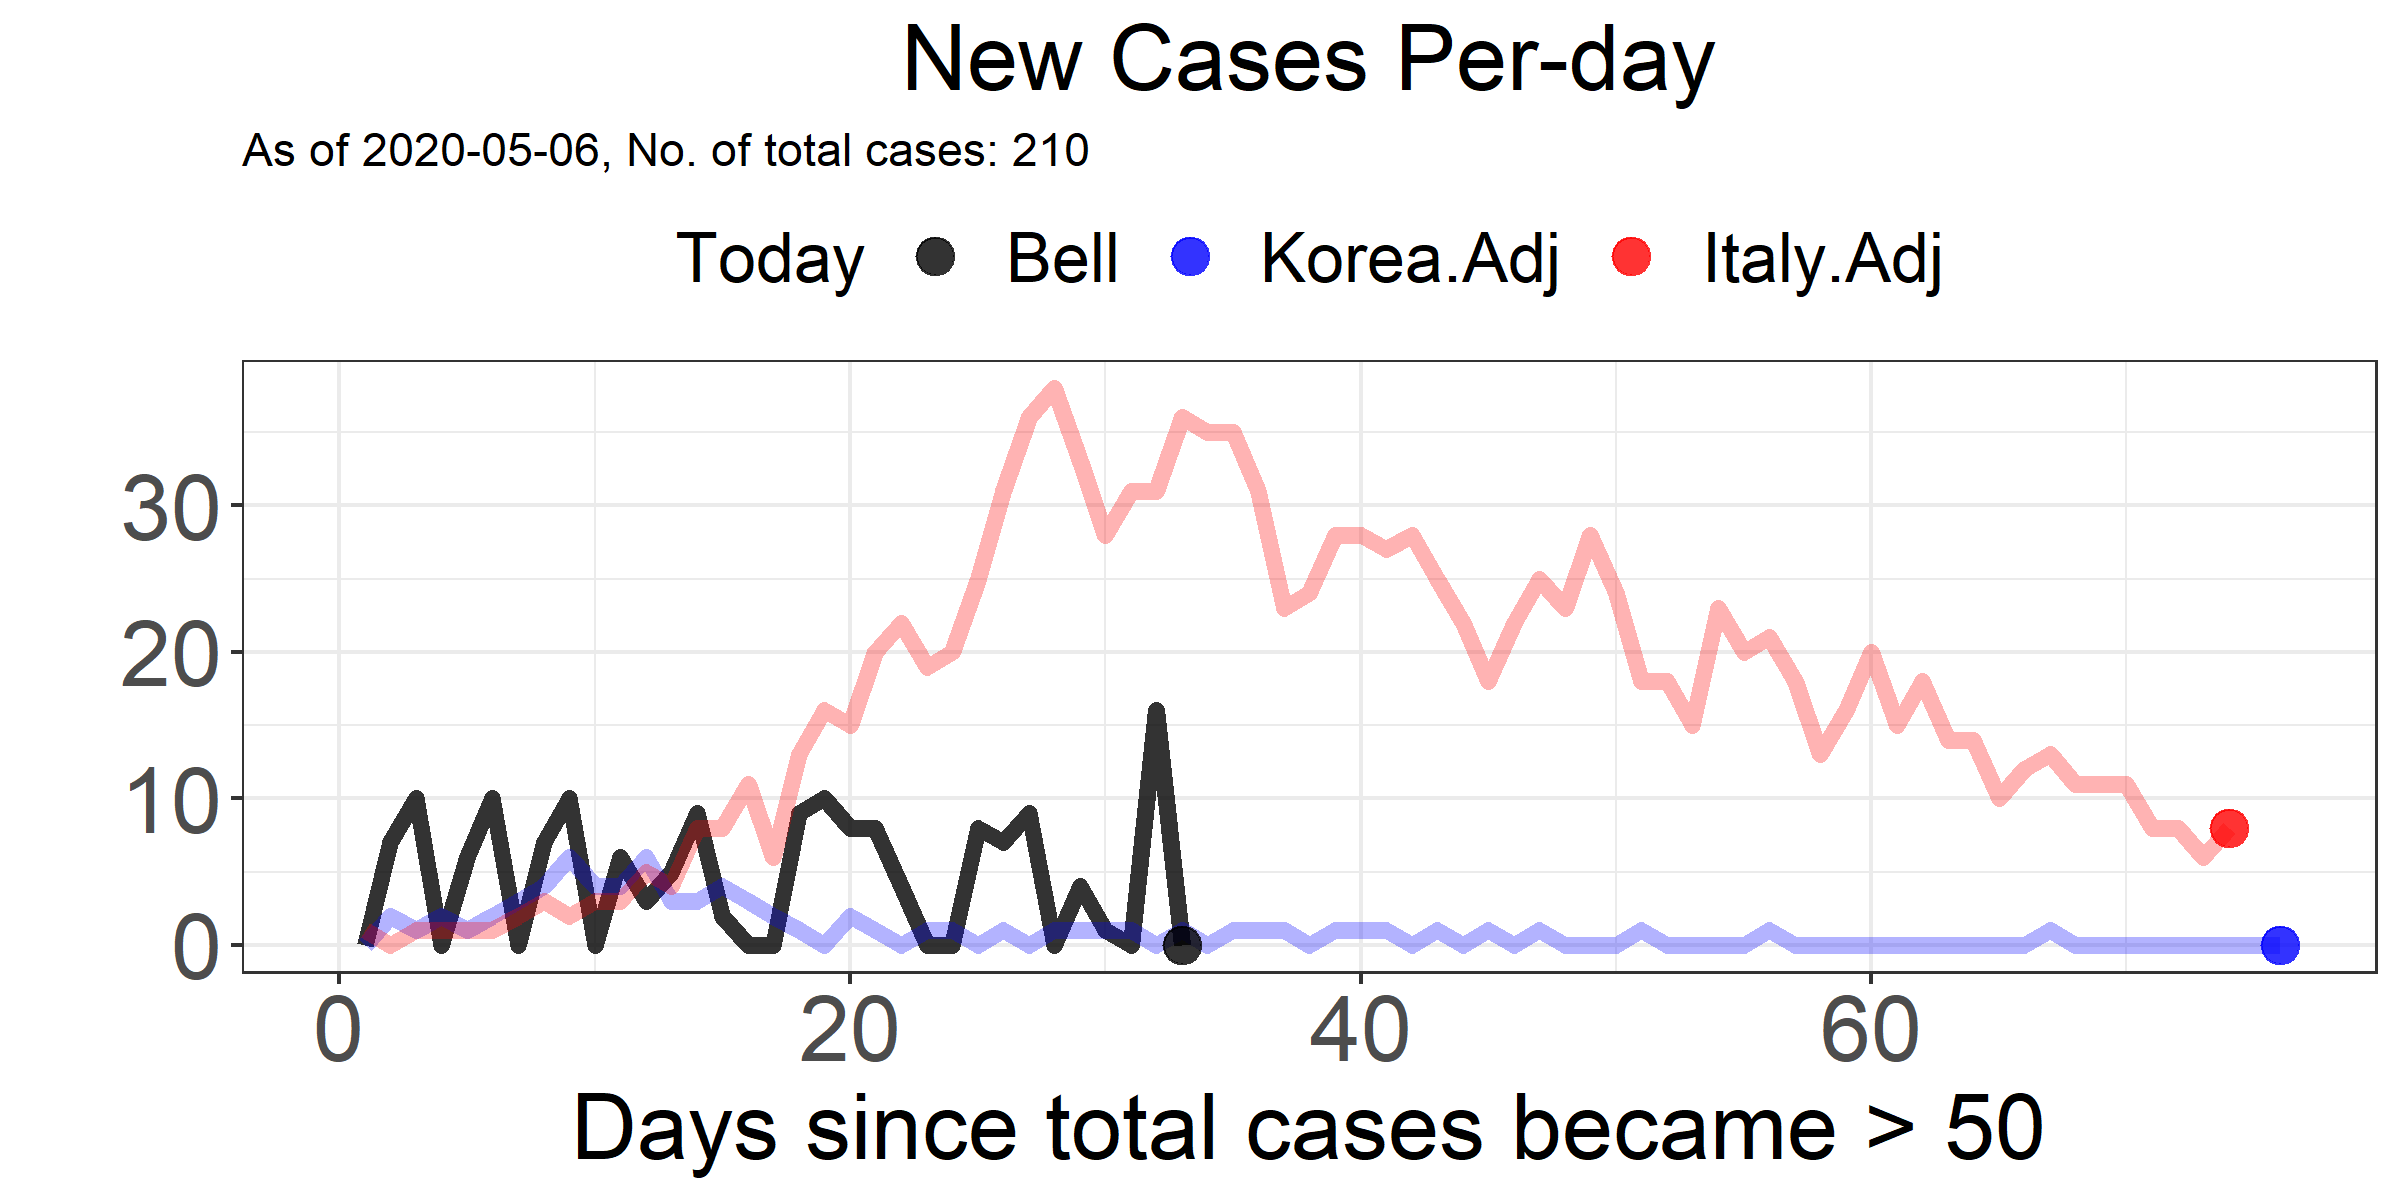 New Cases Per-day
As of 2020-05-06, No. of total cases: 210
Today Bell Korea.Adj Italy.Adj
30
20
10
0
0 20 40 60
Days since total cases became > 50